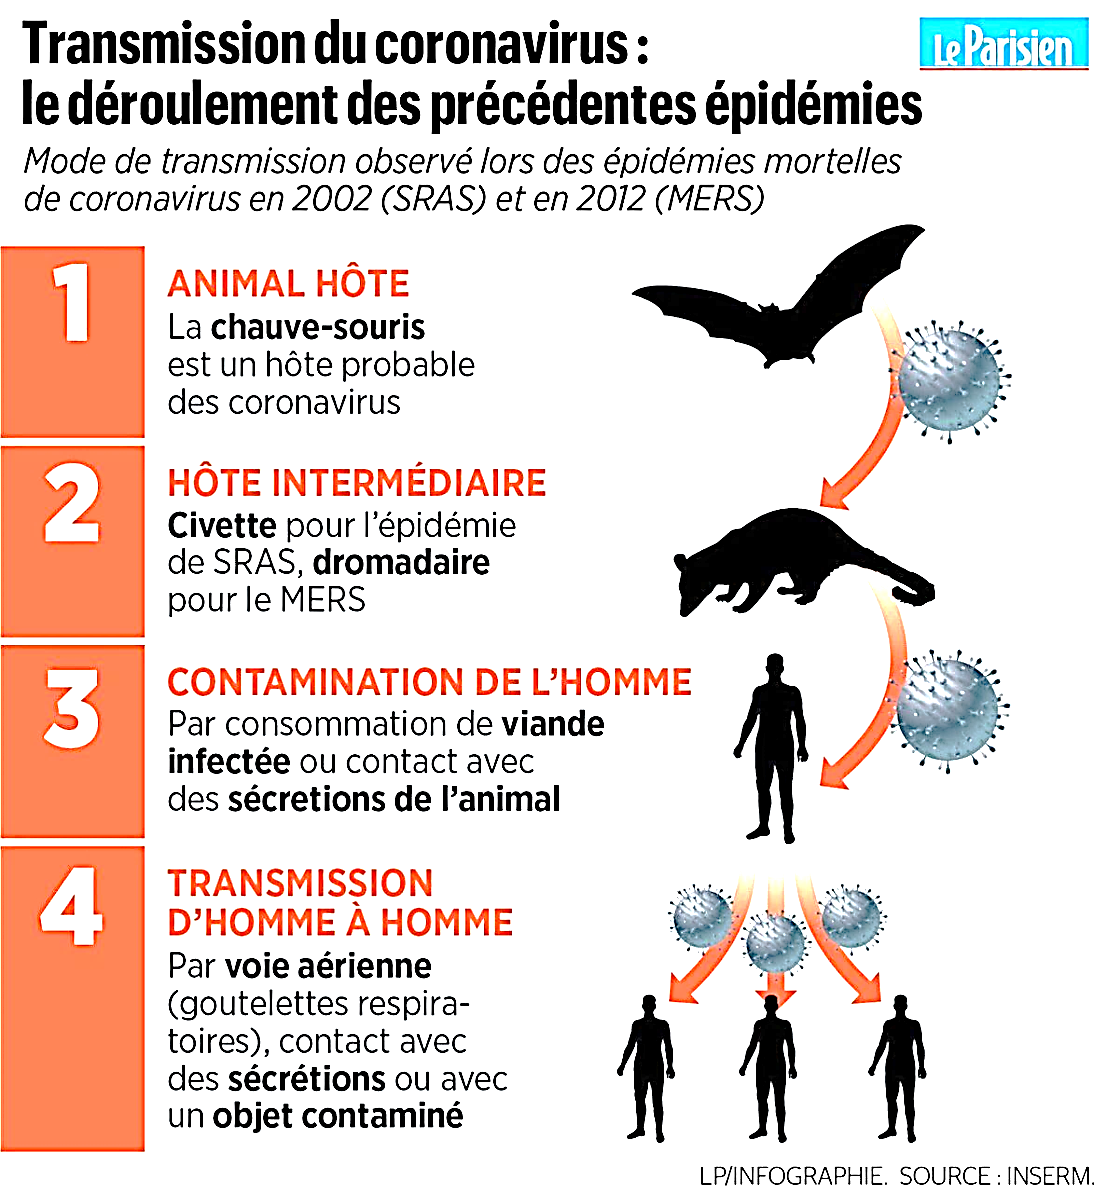 Transmission du coronavirus :
le déroulement des précédentes épidémies
Le Parisien
Mode de transmission observé lors des épidémies mortelles
de coronavirus en 2002 (SRAS) et en 2012 (MERS)
1
ANIMAL HÔTE
La chauve-souris
est un hôte probable
des coronavirus
2
HÔTE INTERMÉDIAIRE
Civette pour l'épidémie
de SRAS, dromadaire
pour le MERS
3
CONTAMINATION DE L'HOMME
Par consommation de viande
infectée ou contact avec
des sécretions de l'animal
4
TRANSMISSION
D'HOMME À HOMME
Par voie aérienne
(goutelettes respira-
toires), contact avec
des sécrétions ou avec
un objet contaminé
LP/INFOGRAPHIE. SOURCE : INSERM.